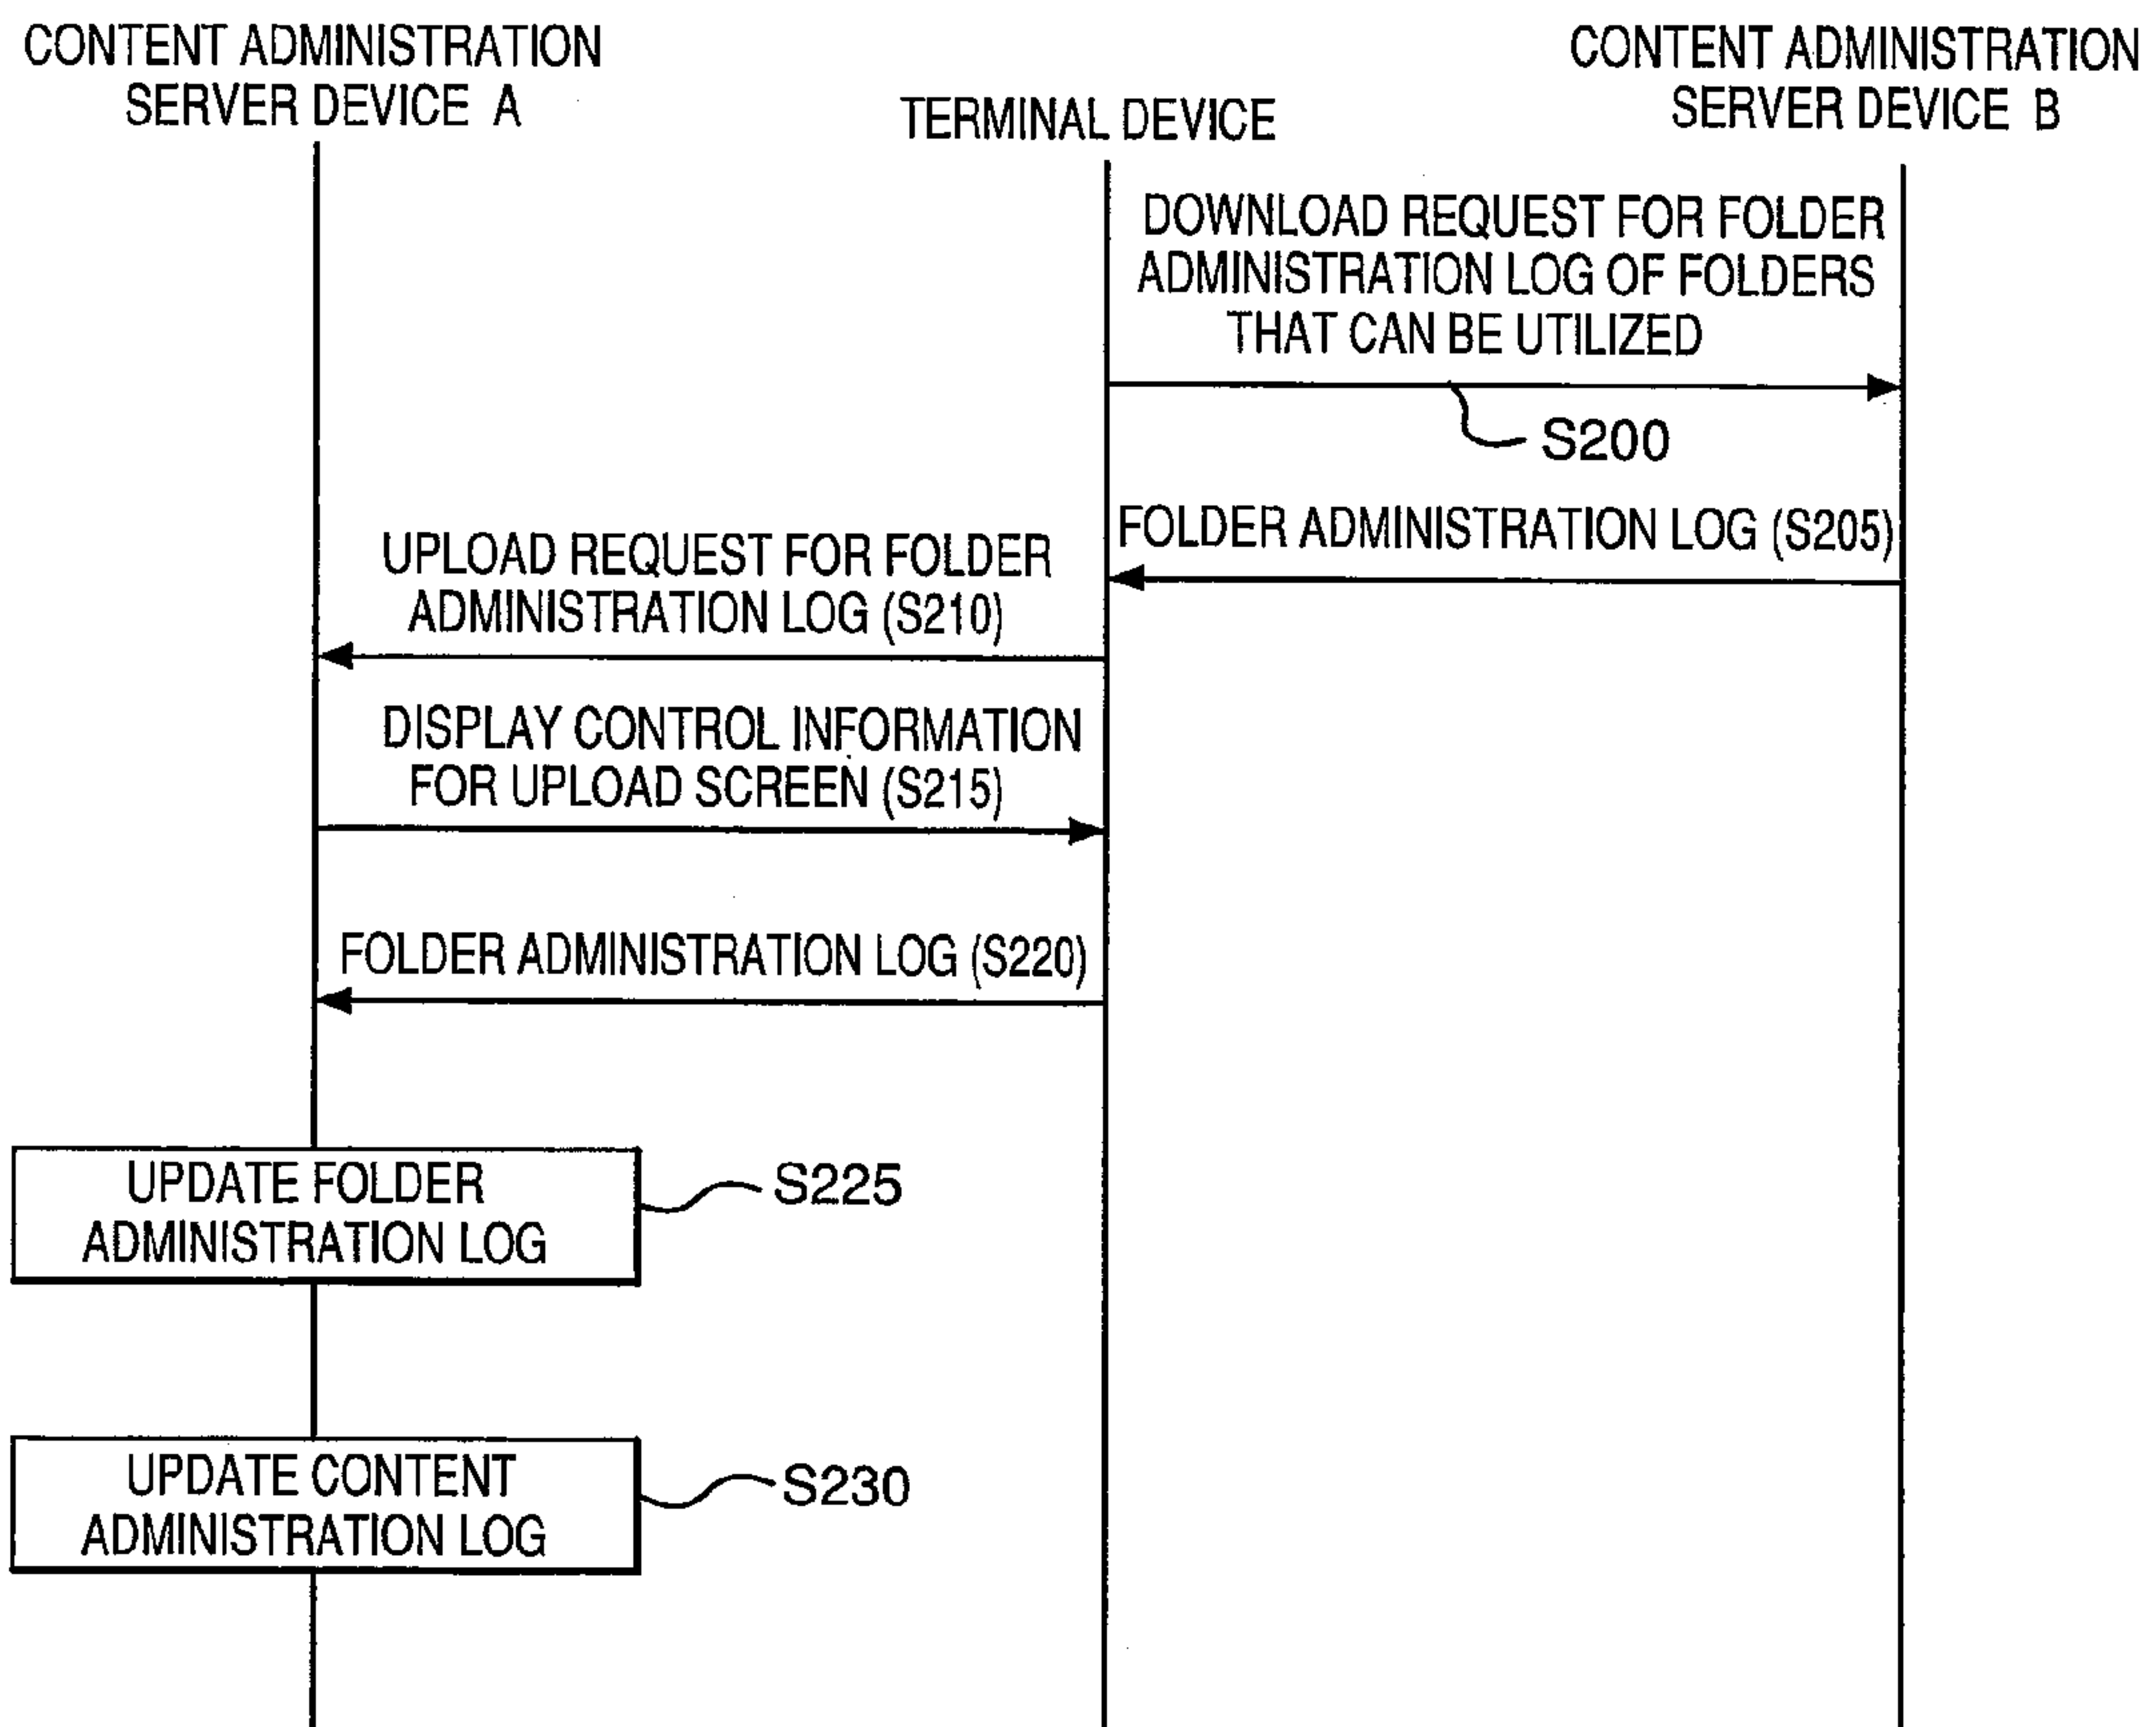 CONTENT ADMINISTRATION
SERVER DEVICE A
TERMINAL DEVICE
CONTENT ADMINISTRATION
SERVER DEVICE B
DOWNLOAD REQUEST FOR FOLDER
ADMINISTRATION LOG OF FOLDERS
THAT CAN BE UTILIZED
S200
FOLDER ADMINISTRATION LOG (S205)
UPLOAD REQUEST FOR FOLDER
ADMINISTRATION LOG (S210)
DISPLAY CONTROL INFORMATION
FOR UPLOAD SCREEN (S215)
FOLDER ADMINISTRATION LOG (S220)
UPDATE FOLDER
ADMINISTRATION LOG
S225
UPDATE CONTENT
ADMINISTRATION LOG
S230